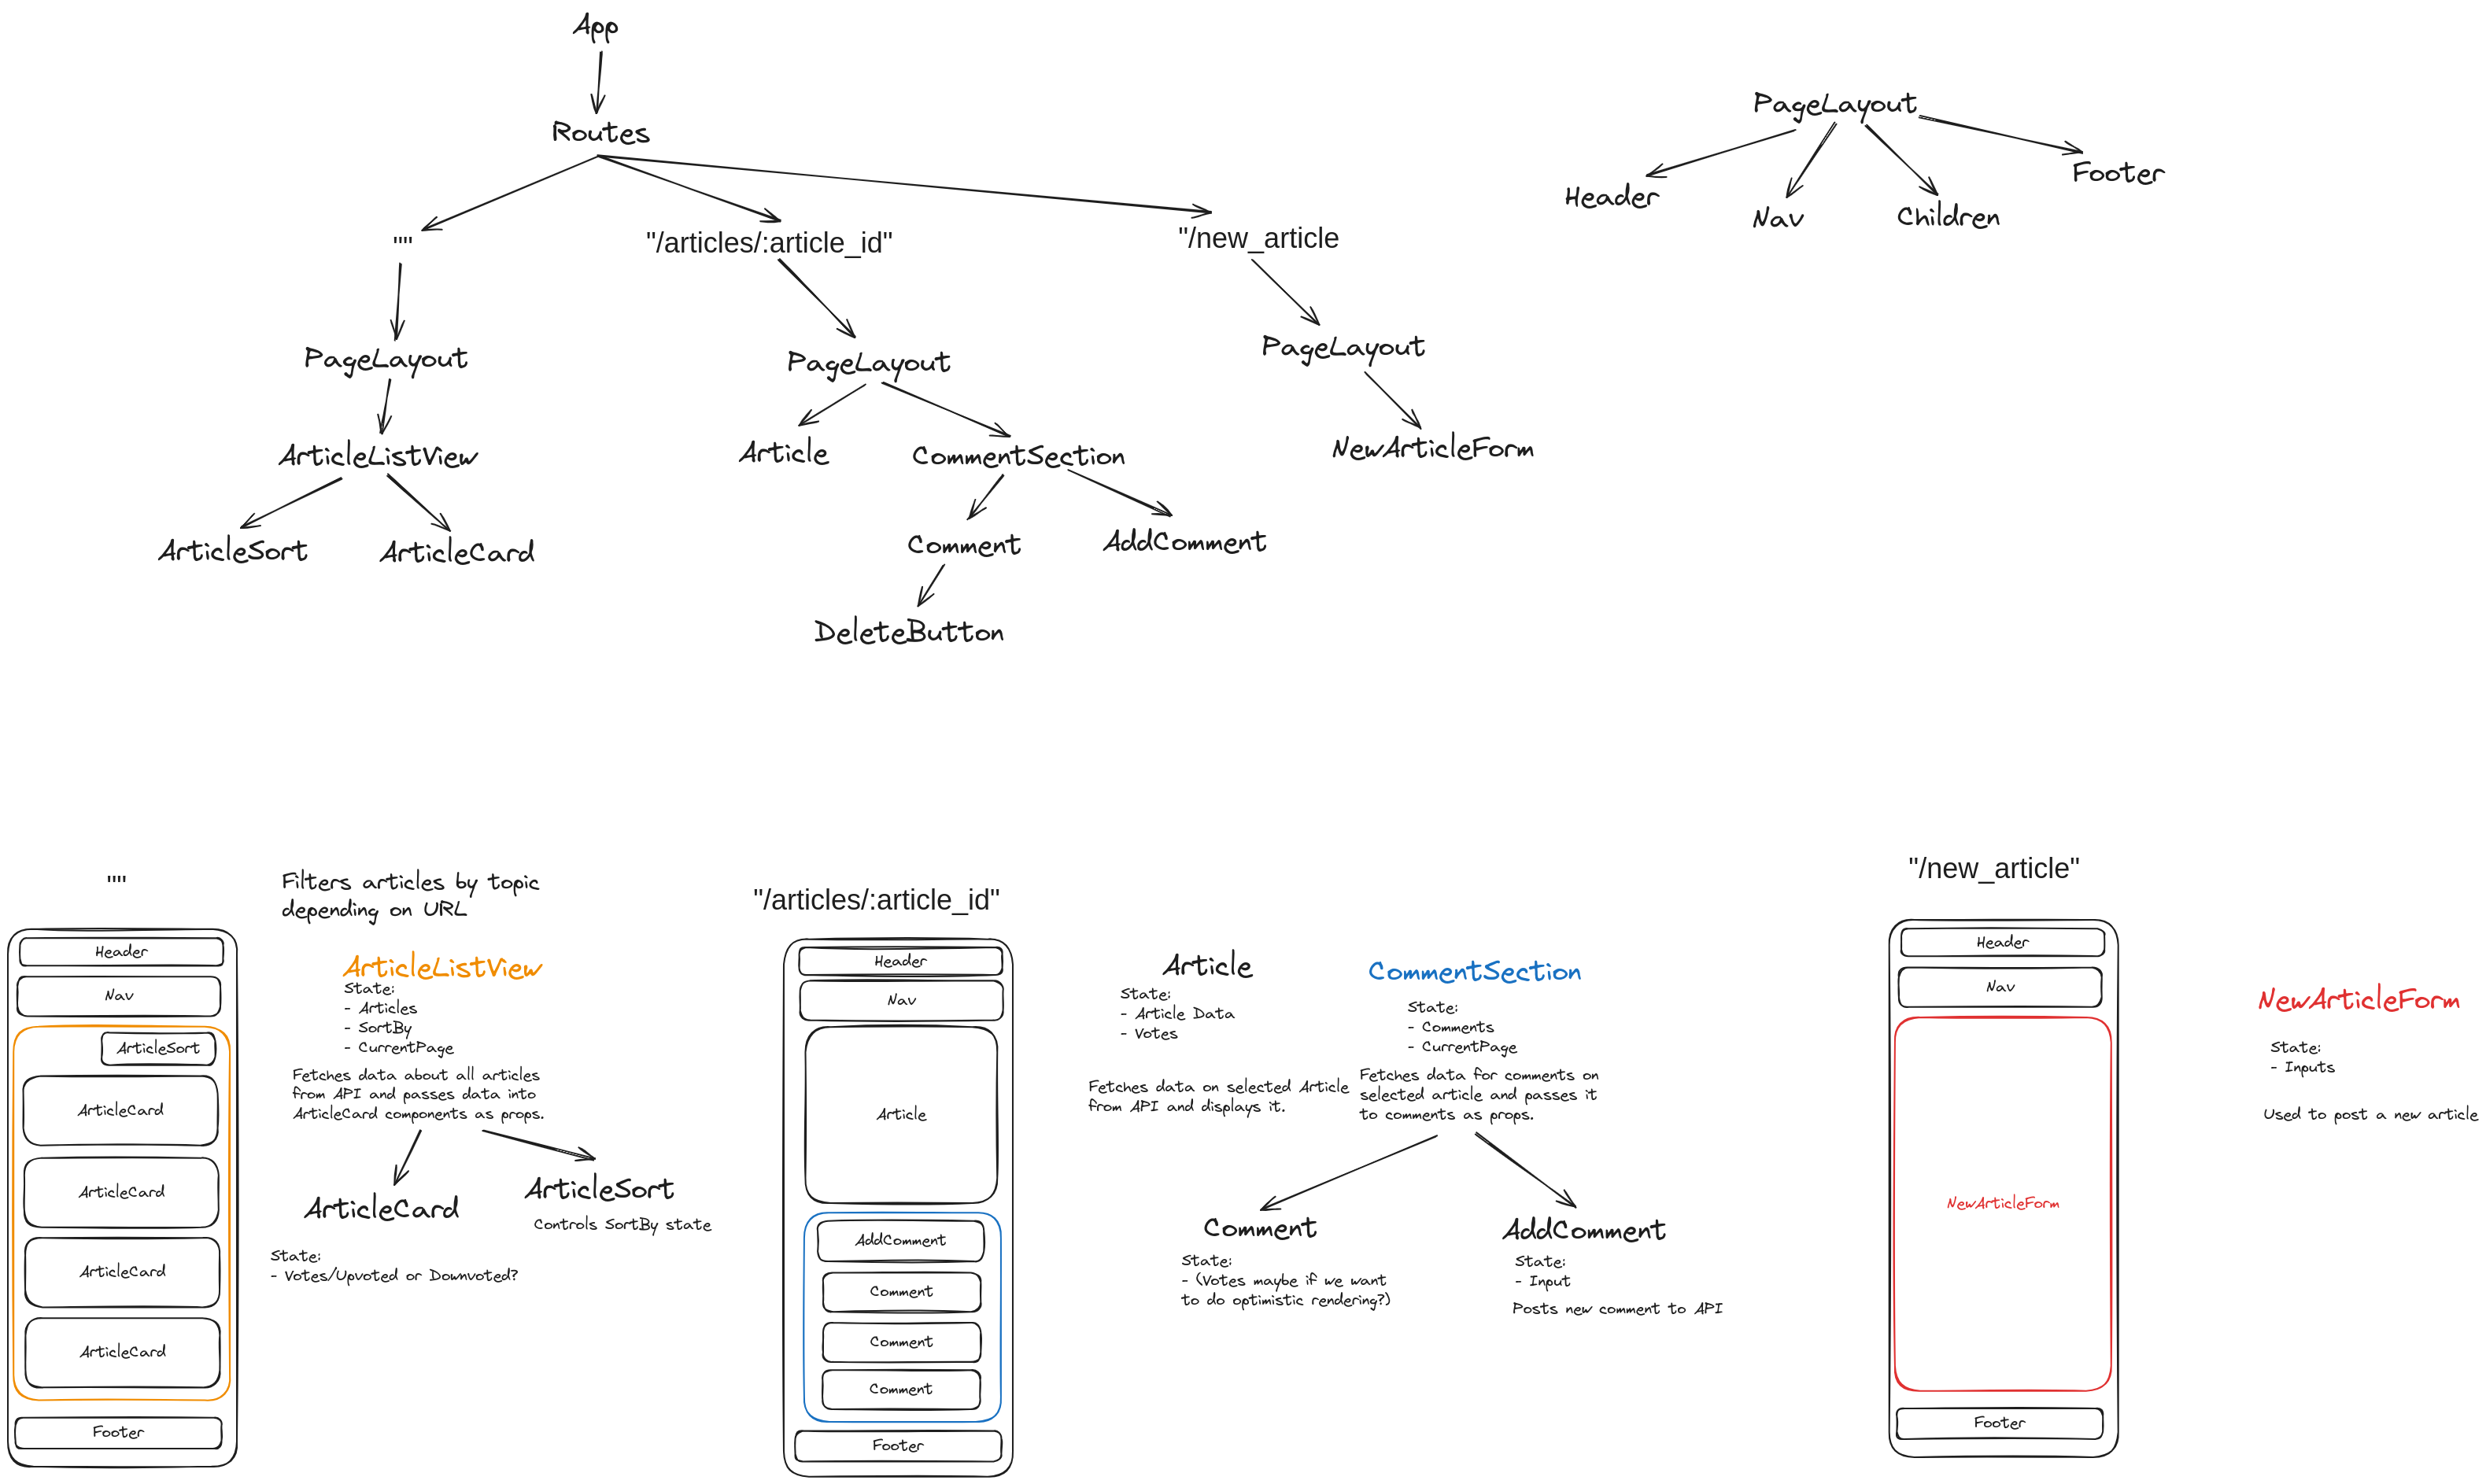 App
Routes
""
"/articles/:article_id"
"/new_article
PageLayout
Header
Nav
Children
Footer
PageLayout
PageLayout
PageLayout
ArticleListView
Article
CommentSection
NewArticleForm
ArticleSort
ArticleCard
Comment
AddComment
DeleteButton
""
Filters articles by topic
depending on URL
Header
Nav
ArticleSort
ArticleCard
ArticleCard
ArticleCard
ArticleCard
Footer
ArticleListView
State:
- Articles
- SortBy
- CurrentPage
Fetches data about all articles
from API and passes data into
ArticleCard components as props.
ArticleCard
State:
- Votes/Upvoted or Downvoted?
ArticleSort
Controls SortBy state
"/articles/:article_id"
Header
Nav
Article
AddComment
Comment
Comment
Comment
Footer
Article
State:
- Article Data
- Votes
Fetches data on selected Article
from API and displays it.
CommentSection
State:
- Comments
- CurrentPage
Fetches data for comments on
selected article and passes it
to comments as props.
Comment
State:
- (Votes maybe if we want
to do optimistic rendering?)
AddComment
State:
- Input
Posts new comment to API
"/new_article"
Header
Nav
NewArticleForm
Footer
NewArticleForm
State:
- Inputs
Used to post a new article